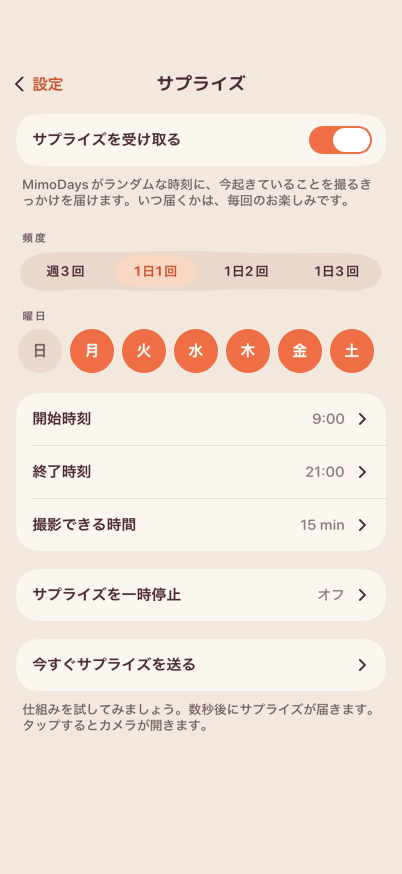 設定
サプライズ
サプライズを受け取る
MimoDays がランダムな時刻に、今起きていることを撮るき
っかけを届けます。いつ届くかは、毎回のお楽しみです。
頻度
週3回 1日1回 1日2回 1日3回
曜日
日 月 火 水 木 金 土
開始時刻 9:00
終了時刻 21:00
撮影できる時間 15 min
サプライズを一時停止 オフ
今すぐサプライズを送る
仕組みを試してみましょう。数秒後にサプライズが届きます。
タップするとカメラが開きます。